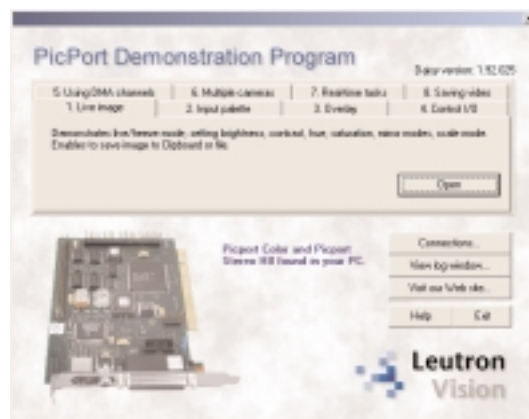 PicPort Demonstration Program
Daisy version: 1.92.025
5. Using DMA channels
6. Multiple cameras
7. Realtime tasks
8. Saving video
1. Live image
2. Input palette
3. Overlay
4. Control I/O
Demonstrates live/freeze mode, setting brightness, contrast, hue, saturation, mirror modes, scale mode.
Enables to save image to Clipboard or file.
Open
Picport Color and Picport
Stereo H8 found in your PC.
Connections...
View log window...
Visit our Web site...
Help
Exit
Leutron
Vision